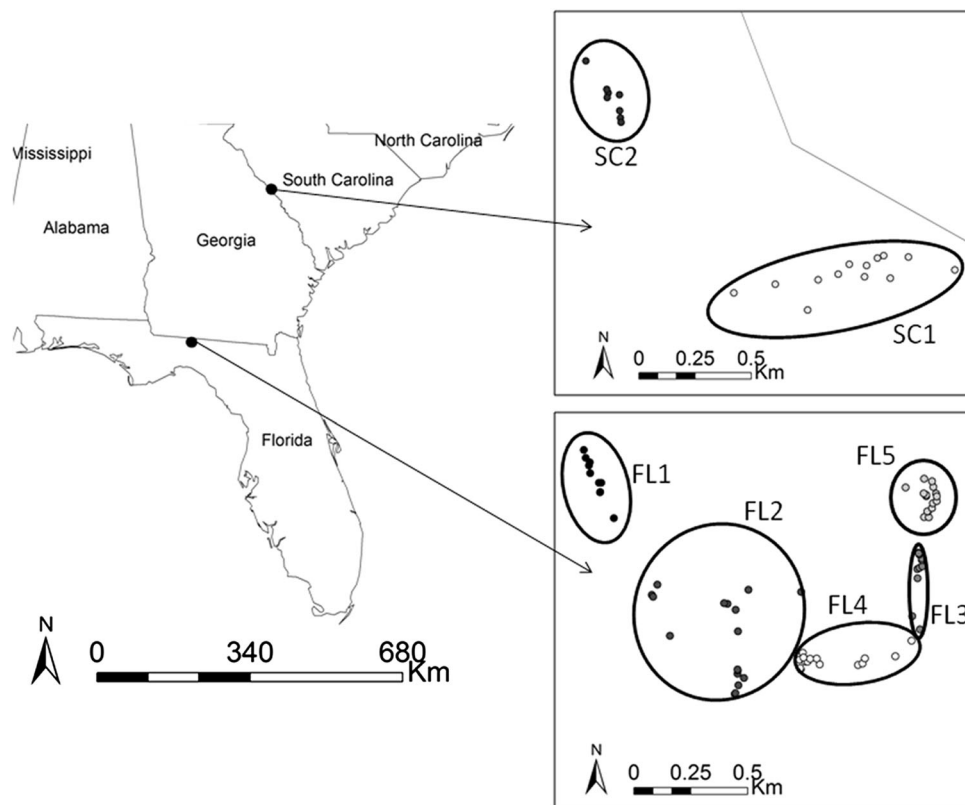 Mississippi
Alabama
Georgia
South Carolina
North Carolina
Florida
N
0 340 680
Km
SC2
SC1
N
0 0.25 0.5
Km
FL1
FL2
FL5
FL4
FL3
N
0 0.25 0.5
Km